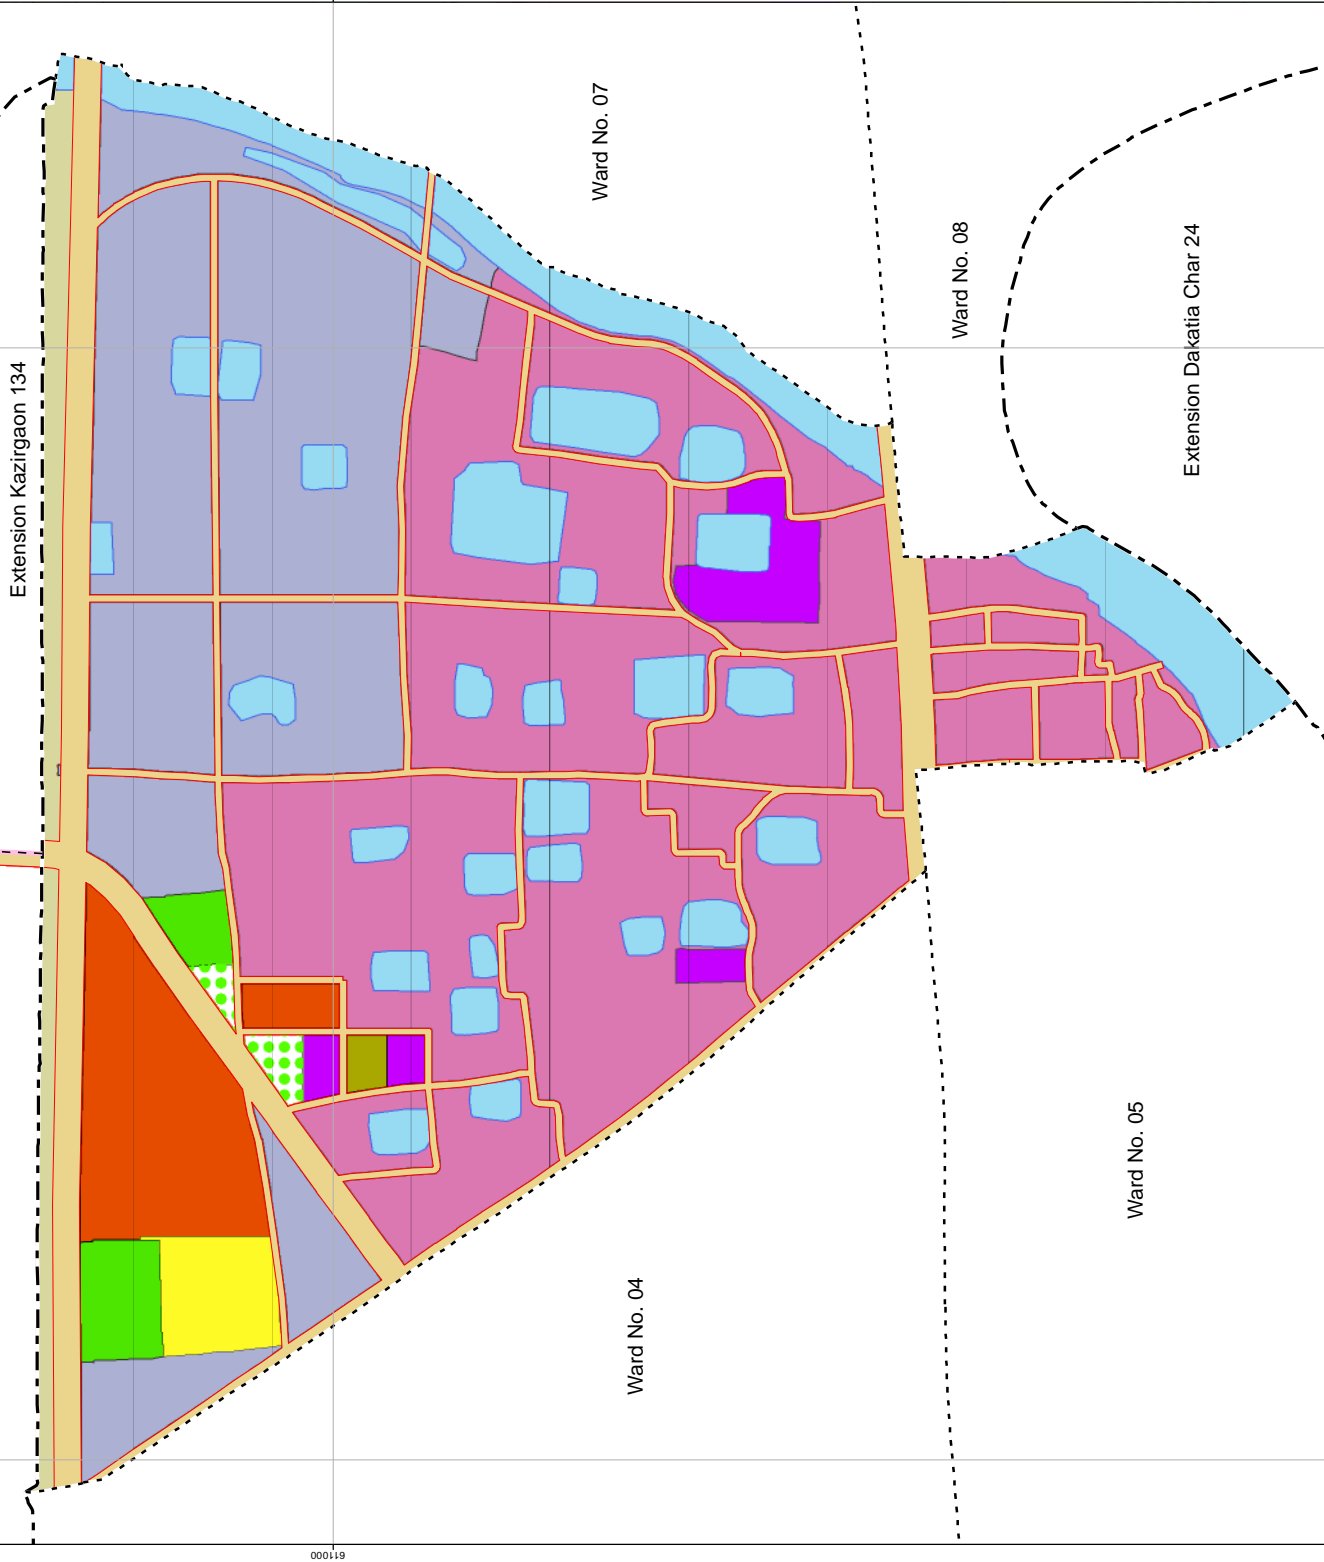 Ward No. 07
Ward No. 08
Extension Dakatia Char 24
Extension Kazirgaon 134
Ward No. 05
Ward No. 04
611000